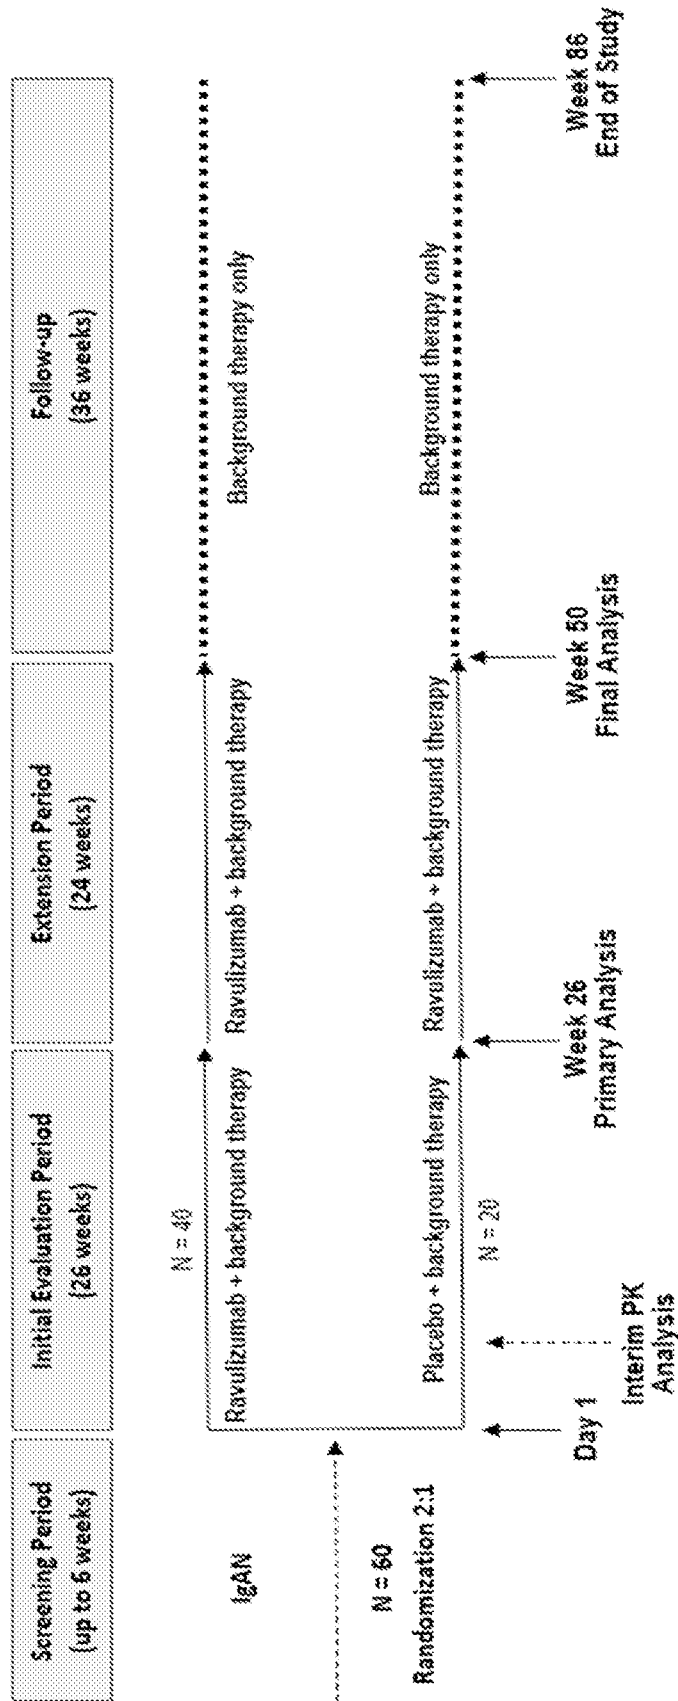 Screening Period
(up to 6 weeks)
Initial Evaluation Period
(26 weeks)
Extension Period
(24 weeks)
Follow-up
(36 weeks)
IgAN
N = 60
Randomization 2:1
N = 40
Ravulizumab + background therapy
Ravulizumab + background therapy
Background therapy only
Placebo + background therapy
Ravulizumab + background therapy
Background therapy only
N = 20
Day 1
Interim PK
Analysis
Week 26
Primary Analysis
Week 50
Final Analysis
Week 86
End of Study